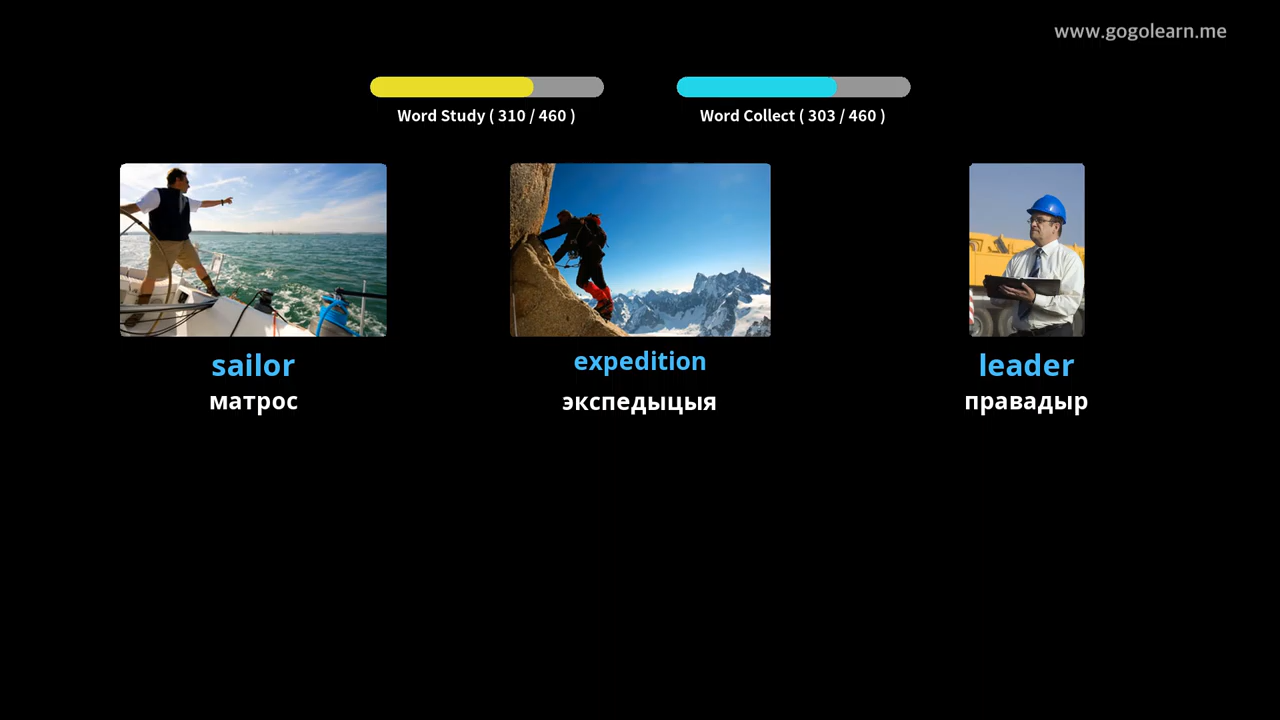 www.gogolearn.me
Word Study ( 310 / 460 )
Word Collect ( 303 / 460 )
sailor
expedition
leader
матрос
экспедыцыя
правадыр